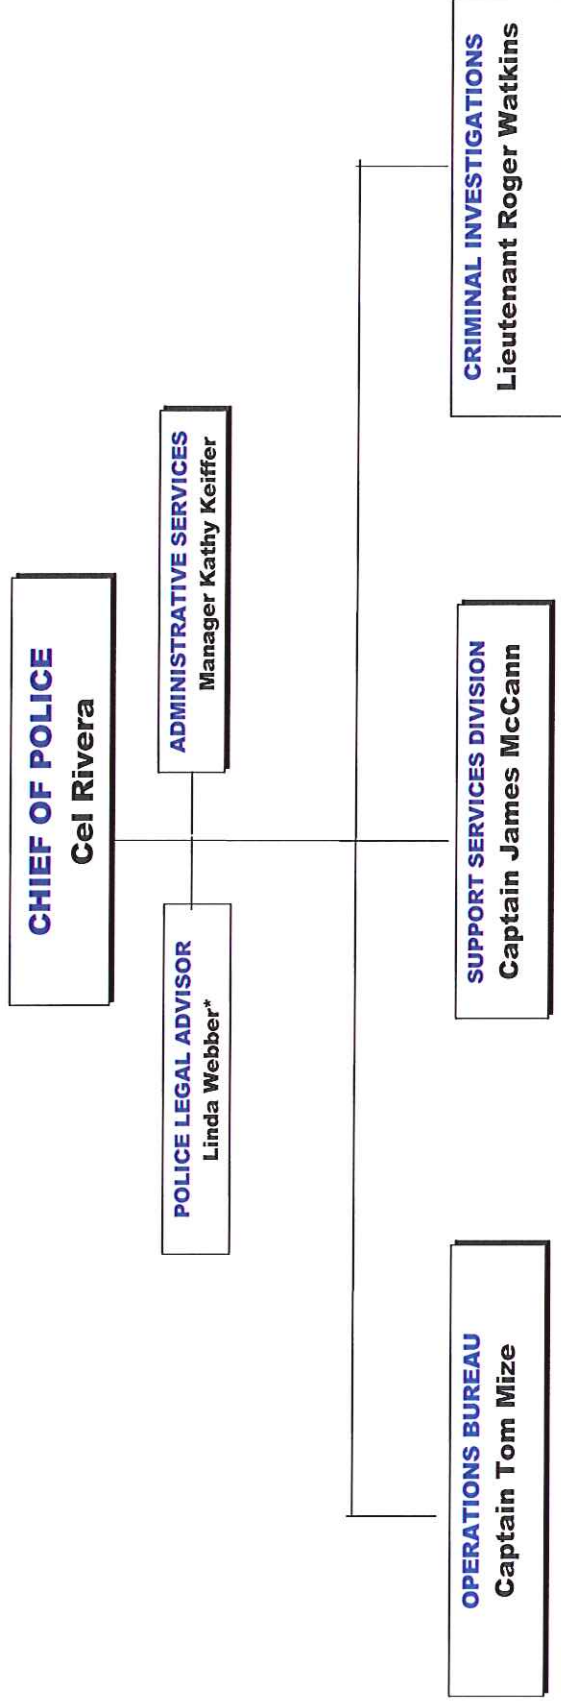 CHIEF OF POLICE
Cel Rivera
POLICE LEGAL ADVISOR
Linda Webber*
ADMINISTRATIVE SERVICES
Manager Kathy Keiffer
OPERATIONS BUREAU
Captain Tom Mize
SUPPORT SERVICES DIVISION
Captain James McCann
CRIMINAL INVESTIGATIONS
Lieutenant Roger Watkins